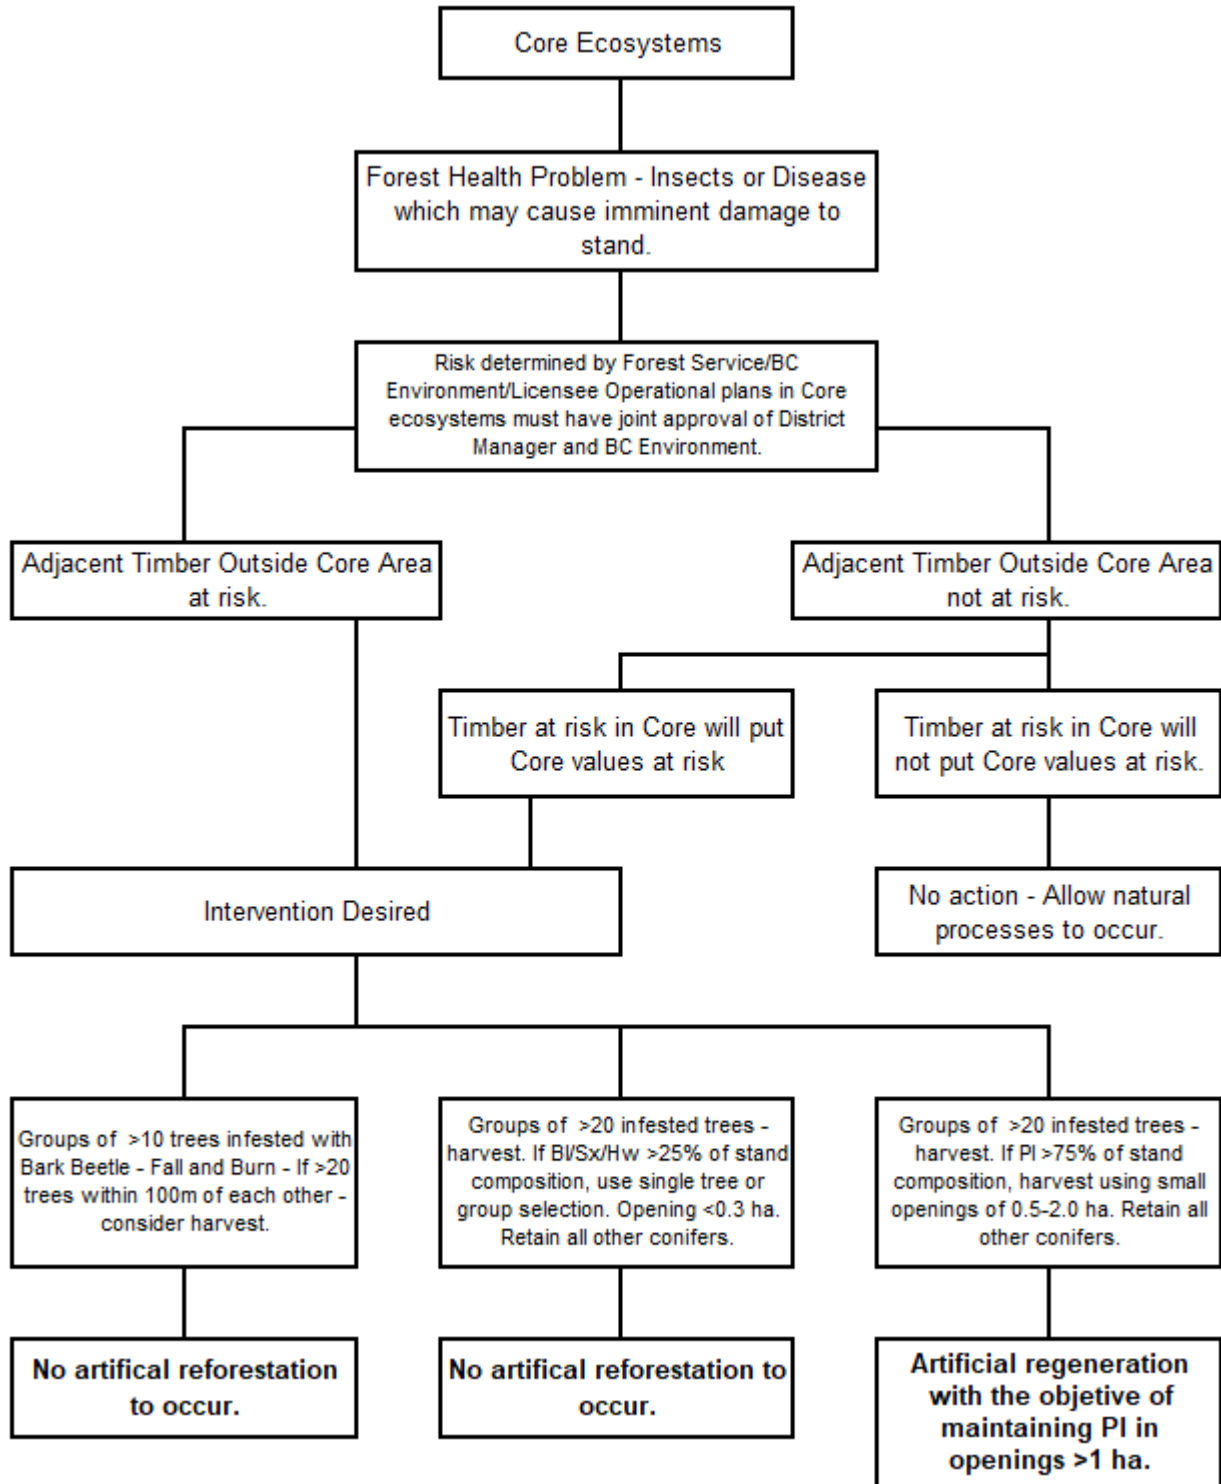 Core Ecosystems
Forest Health Problem - Insects or Disease
which may cause imminent damage to
stand.
Risk determined by Forest Service/BC
Environment/Licensee Operational plans in Core
ecosystems must have joint approval of District
Manager and BC Environment.
Adjacent Timber Outside Core Area
at risk.
Adjacent Timber Outside Core Area
not at risk.
Timber at risk in Core will put
Core values at risk
Timber at risk in Core will
not put Core values at risk.
Intervention Desired
No action - Allow natural
processes to occur.
Groups of >10 trees infested with
Bark Beetle - Fall and Burn - If >20
trees within 100m of each other -
consider harvest.
Groups of >20 infested trees -
harvest. If Bl/Sx/Hw >25% of stand
composition, use single tree or
group selection. Opening <0.3 ha.
Retain all other conifers.
Groups of >20 infested trees -
harvest. If Pl >75% of stand
composition, harvest using small
openings of 0.5-2.0 ha. Retain all
other conifers.
No artifical reforestation
to occur.
No artifical reforestation to
occur.
Artificial regeneration
with the objetive of
maintaining Pl in
openings >1 ha.